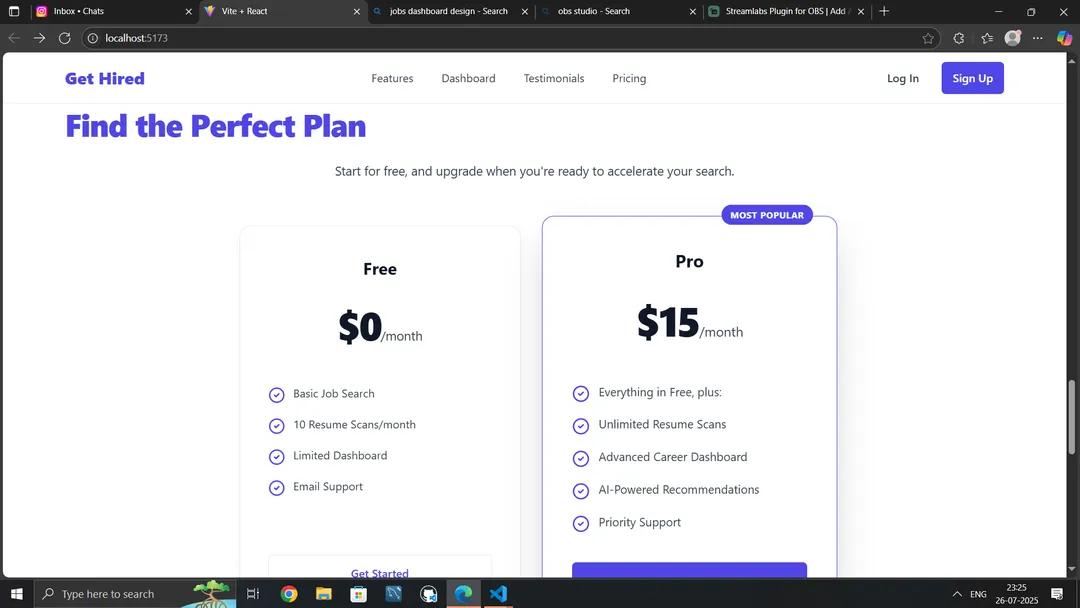 Inbox • Chats
Vite + React
jobs dashboard design - Search
obs studio - Search
Streamlabs Plugin for OBS | Add
localhost:5173
Get Hired
Features
Dashboard
Testimonials
Pricing
Log In
Sign Up
Find the Perfect Plan
Start for free, and upgrade when you're ready to accelerate your search.
Free
$0/month
Basic Job Search
10 Resume Scans/month
Limited Dashboard
Email Support
Get Started
MOST POPULAR
Pro
$15/month
Everything in Free, plus:
Unlimited Resume Scans
Advanced Career Dashboard
AI-Powered Recommendations
Priority Support
Type here to search
ENG
23:25
26-07-2025